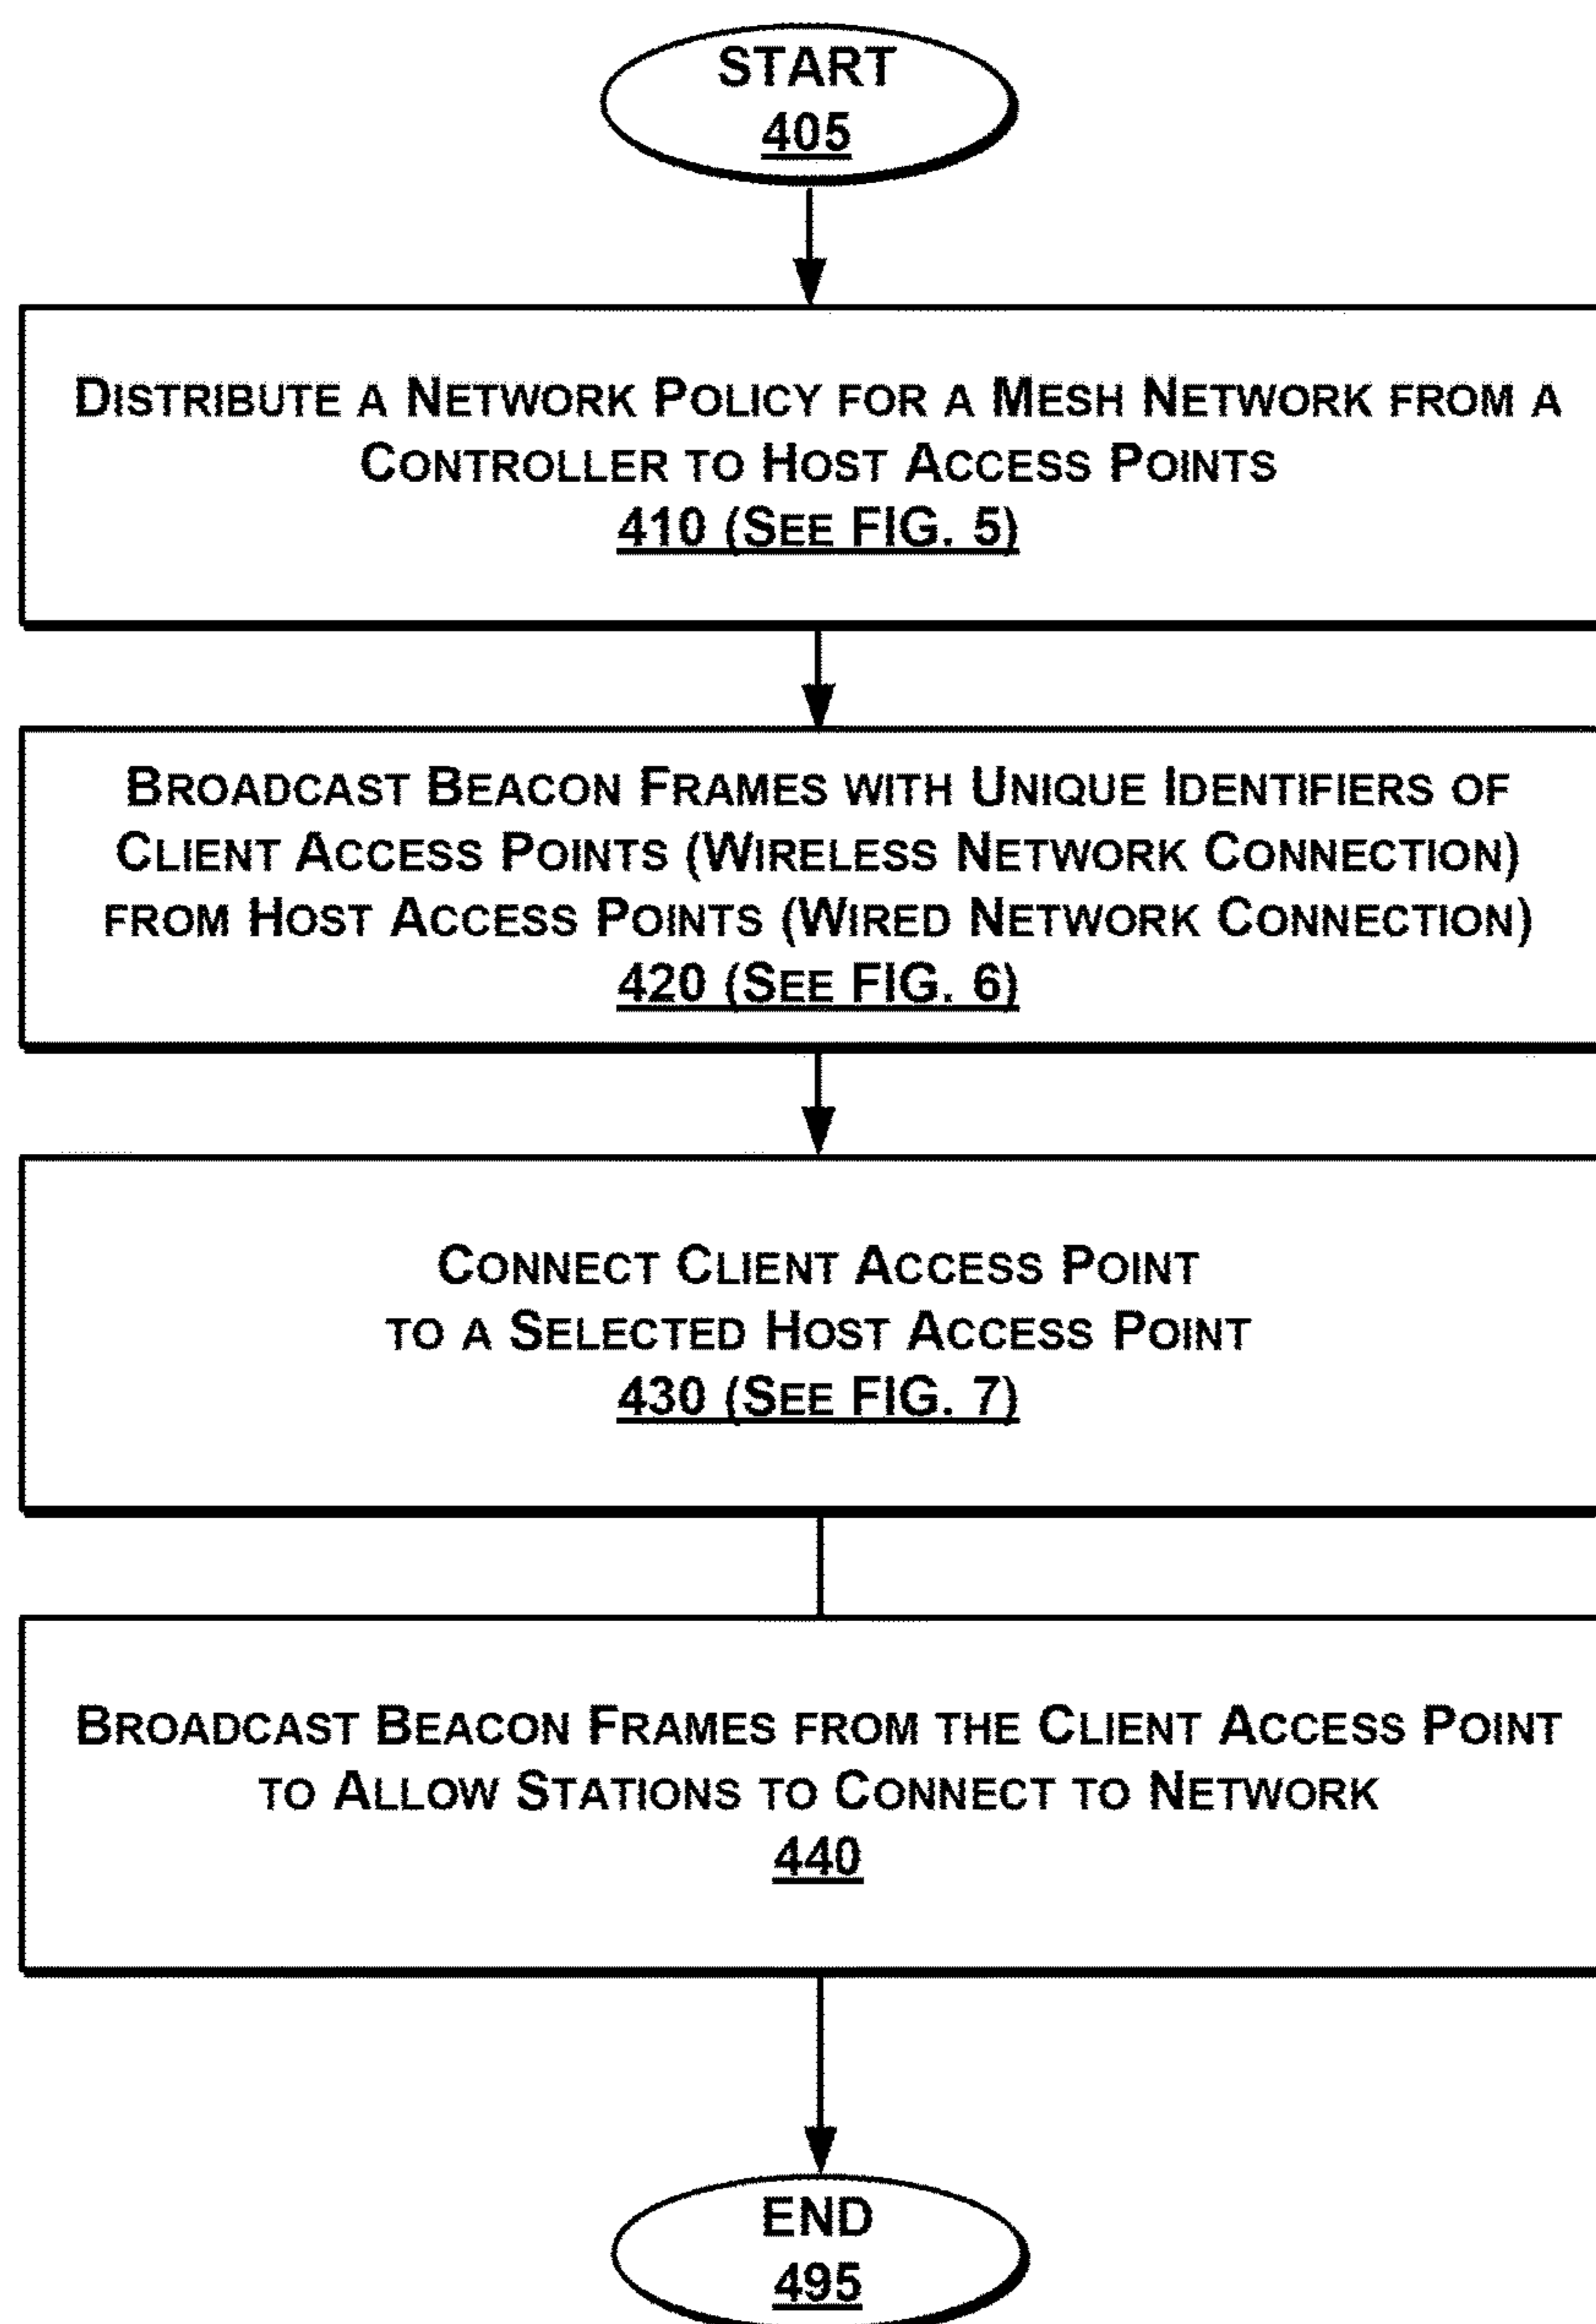 START
405
DISTRIBUTE A NETWORK POLICY FOR A MESH NETWORK FROM A
CONTROLLER TO HOST ACCESS POINTS
410 (SEE FIG. 5)
BROADCAST BEACON FRAMES WITH UNIQUE IDENTIFIERS OF
CLIENT ACCESS POINTS (WIRELESS NETWORK CONNECTION)
FROM HOST ACCESS POINTS (WIRED NETWORK CONNECTION)
420 (SEE FIG. 6)
CONNECT CLIENT ACCESS POINT
TO A SELECTED HOST ACCESS POINT
430 (SEE FIG. 7)
BROADCAST BEACON FRAMES FROM THE CLIENT ACCESS POINT
TO ALLOW STATIONS TO CONNECT TO NETWORK
440
END
495